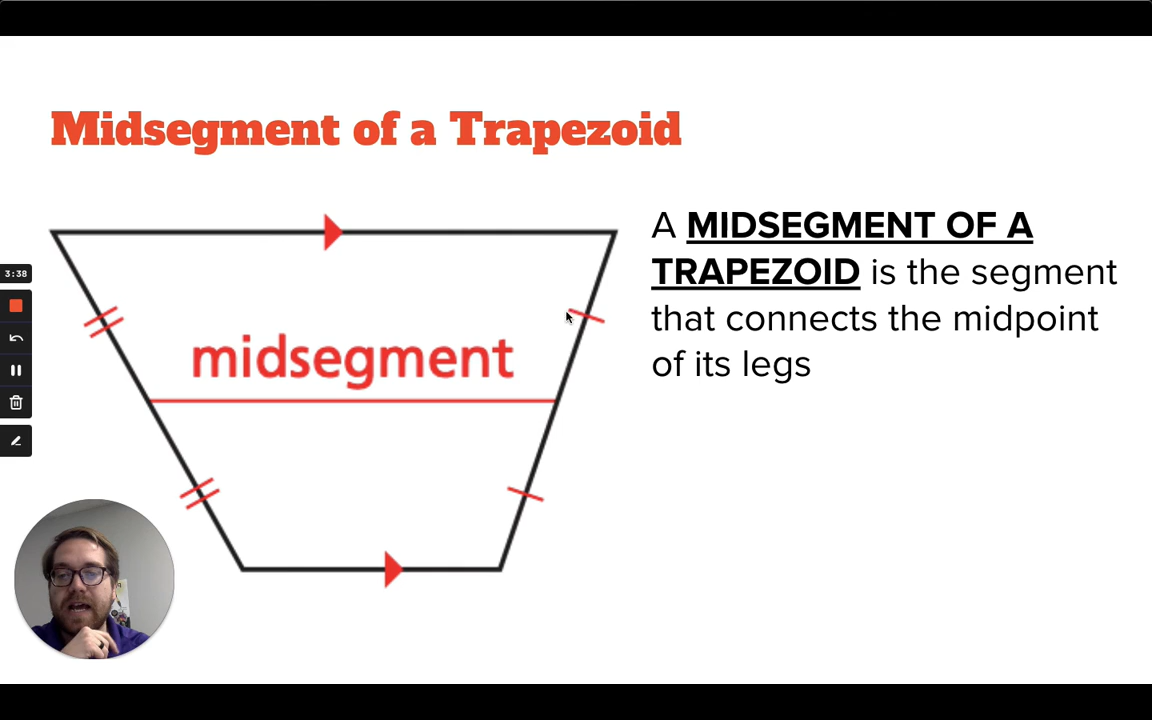 Midsegment of a Trapezoid
A MIDSEGMENT OF A
TRAPEZOID is the segment
that connects the midpoint
of its legs
midsegment
3:38